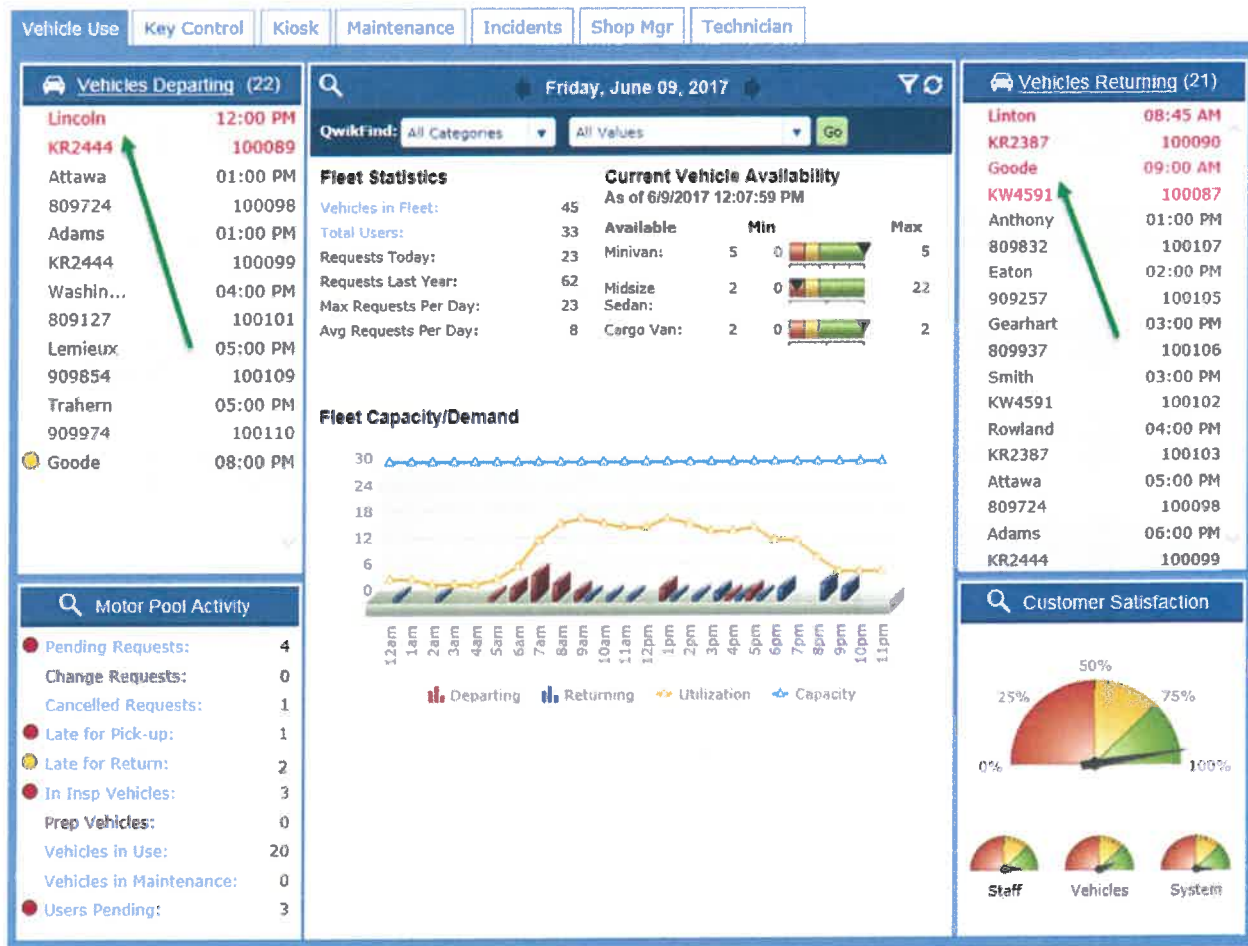 Vehicle Use Key Control Kiosk Maintenance Incidents Shop Mgr Technician
Vehicles Departing (22)
Lincoln 12:00 PM
KR2444 100089
Attawa 01:00 PM
809724 100098
Adams 01:00 PM
KR2444 100099
Washin... 04:00 PM
809127 100101
Lemieux 05:00 PM
909854 100109
Trahern 05:00 PM
909974 100110
Goode 08:00 PM
Motor Pool Activity
Pending Requests: 4
Change Requests: 0
Cancelled Requests: 1
Late for Pick-up: 1
Late for Return: 2
In Insp Vehicles: 3
Prep Vehicles: 0
Vehicles in Use: 20
Vehicles in Maintenance: 0
Users Pending: 3
Friday, June 09, 2017
QwikFind: All Categories All Values Go
Fleet Statistics
Vehicles in Fleet: 45
Total Users: 33
Requests Today: 23
Requests Last Year: 62
Max Requests Per Day: 23
Avg Requests Per Day: 8
Current Vehicle Availability
As of 6/9/2017 12:07:59 PM
Available Min Max
Minivan: 5 0 5
Midsize 2 0 22
Sedan:
Cargo Van: 2 0 2
Fleet Capacity/Demand
30
24
18
12
6
0
12am 1am 2am 3am 4am 5am 6am 7am 8am 9am 10am 11am 12pm 1pm 2pm 3pm 4pm 5pm 6pm 7pm 8pm 9pm 10pm 11pm
Departing Returning Utilization Capacity
Vehicles Returning (21)
Linton 08:45 AM
KR2387 100090
Goode 09:00 AM
KW4591 100087
Anthony 01:00 PM
809832 100107
Eaton 02:00 PM
909257 100105
Gearhart 03:00 PM
809937 100106
Smith 03:00 PM
KW4591 100102
Rowland 04:00 PM
KR2387 100103
Attawa 05:00 PM
809724 100098
Adams 06:00 PM
KR2444 100099
Customer Satisfaction
50%
25% 75%
0% 100%
Staff Vehicles System